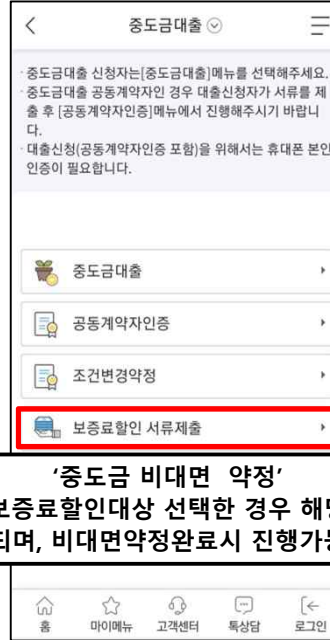 중도금대출
· 중도금대출 신청자는[중도금대출]메뉴를 선택해주세요.
· 중도금대출 공동계약자인 경우 대출신청자가 서류를 제
출 후 [공동계약자인증]메뉴에서 진행해주시기 바랍니
다.
· 대출신청(공동계약자인증 포함)을 위해서는 휴대폰 본인
인증이 필요합니다.
중도금대출
공동계약자인증
조건변경약정
보증료할인 서류제출
‘중도금 비대면 약정’
보증료할인대상 선택한 경우
되며, 비대면약정완료시
홈 마이메뉴 고객센터 톡상담 로그인